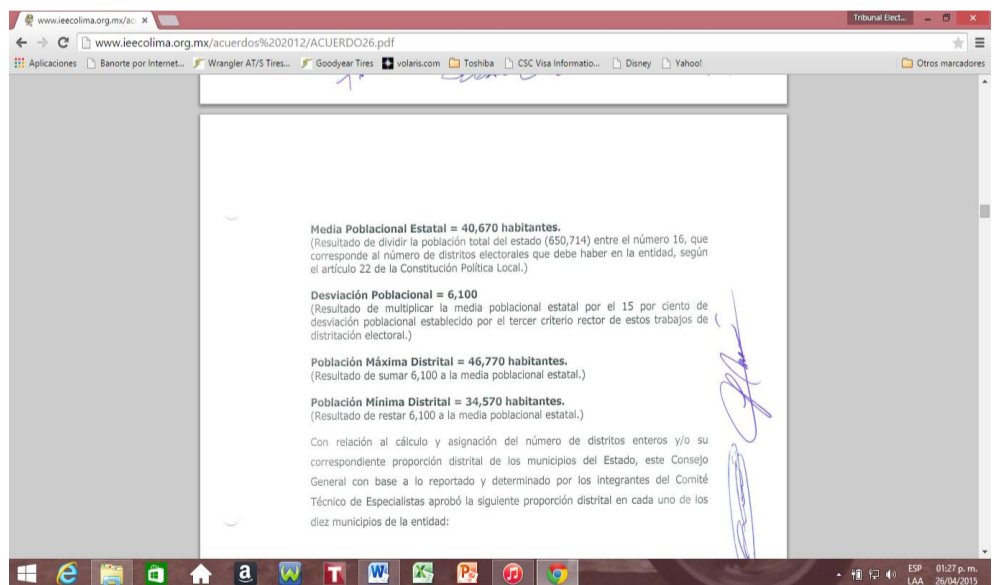 www.ieecolima.org.mx/ac
Tribunal Elect...
www.ieecolima.org.mx/acuerdos%202012/ACUERDO26.pdf
Aplicaciones Banorte por Internet... Wrangler AT/S Tires... Goodyear Tires volaris.com Toshiba CSC Visa Informatio... Disney Yahoo! Otros marcadores
Media Poblacional Estatal = 40,670 habitantes.
(Resultado de dividir la población total del estado (650,714) entre el número 16, que
corresponde al número de distritos electorales que debe haber en la entidad, según
el artículo 22 de la Constitución Política Local.)
Desviación Poblacional = 6,100
(Resultado de multiplicar la media poblacional estatal por el 15 por ciento de
desviación poblacional establecido por el tercer criterio rector de estos trabajos de
distritación electoral.)
Población Máxima Distrital = 46,770 habitantes.
(Resultado de sumar 6,100 a la media poblacional estatal.)
Población Mínima Distrital = 34,570 habitantes.
(Resultado de restar 6,100 a la media poblacional estatal.)
Con relación al cálculo y asignación del número de distritos enteros y/o su
correspondiente proporción distrital de los municipios del Estado, este Consejo
General con base a lo reportado y determinado por los integrantes del Comité
Técnico de Especialistas aprobó la siguiente proporción distrital en cada uno de los
diez municipios de la entidad:
ESP 01:27 p. m.
LAA 26/04/2015